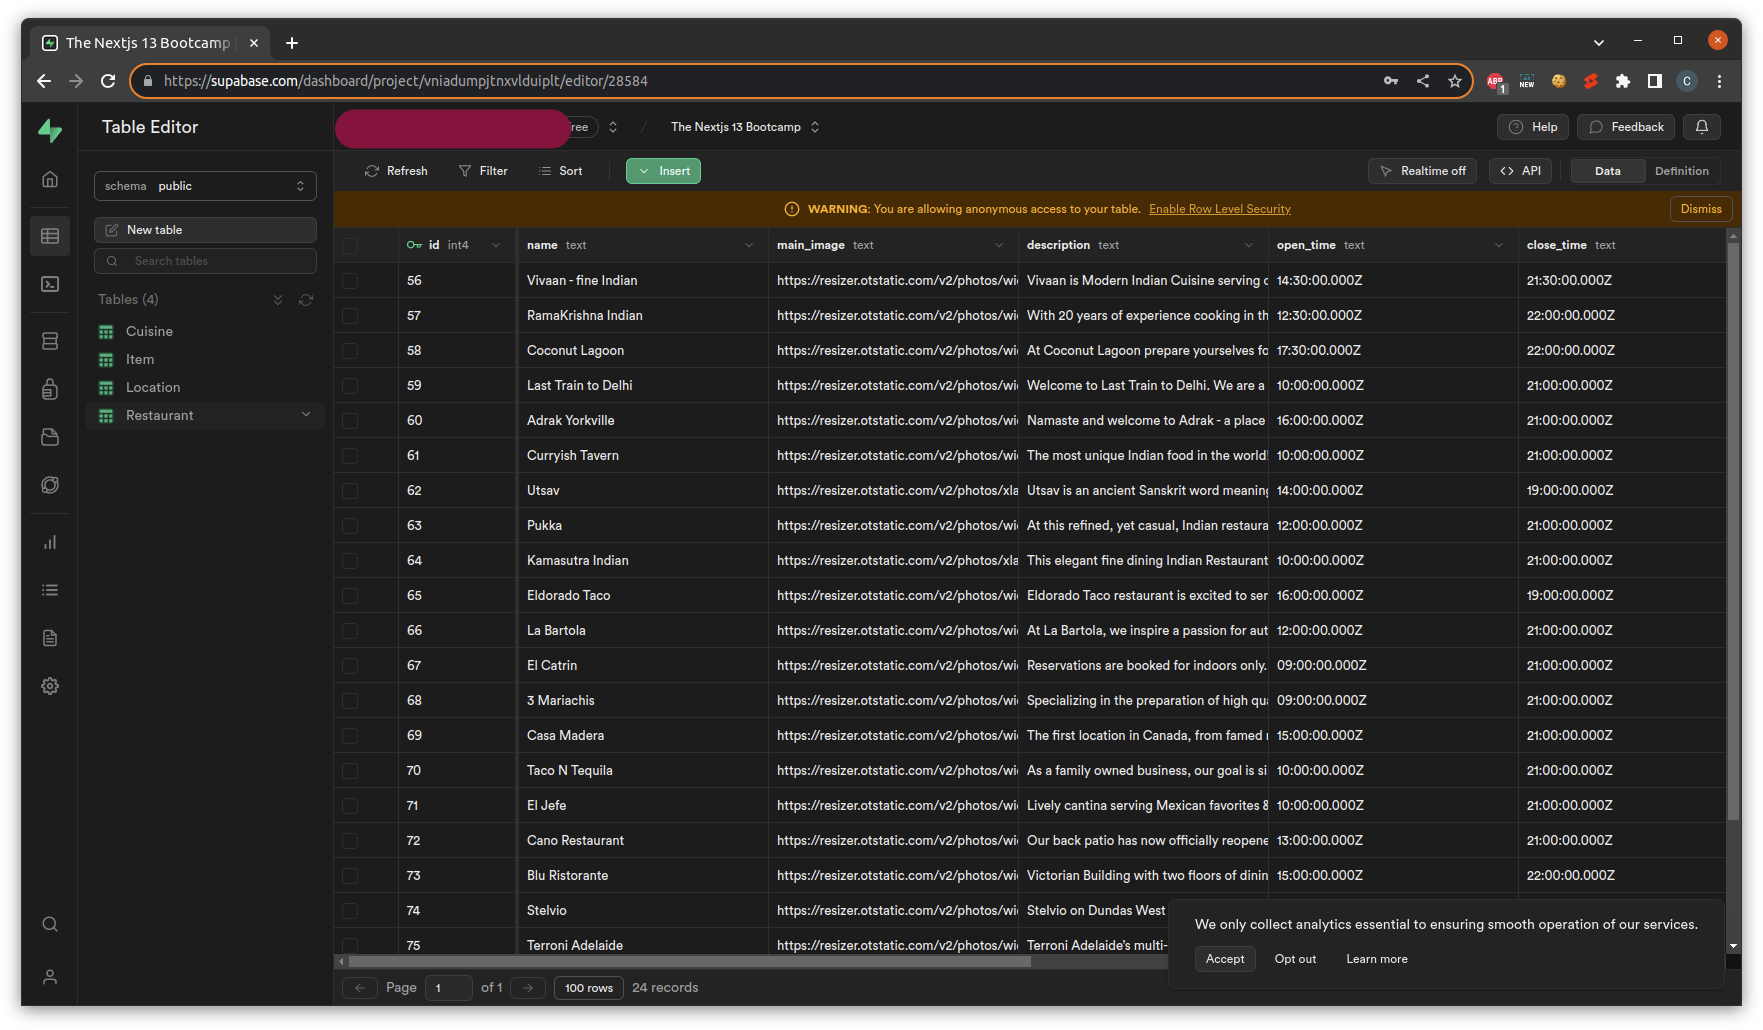 The Nextjs 13 Bootcamp
https://supabase.com/dashboard/project/vniadumpjtnxvlduiplt/editor/28584
ABP 1 NEW C
Table Editor
ree The Nextjs 13 Bootcamp Help Feedback
schema public
Refresh Filter Sort Insert Realtime off API Data Definition
WARNING: You are allowing anonymous access to your table. Enable Row Level Security Dismiss
New table
Search tables
Tables (4)
Cuisine
Item
Location
Restaurant
id int4 name text main_image text description text open_time text close_time text
56 Vivaan - fine Indian https://resizer.otstatic.com/v2/photos/wi Vivaan is Modern Indian Cuisine serving 14:30:00.000Z 21:30:00.000Z
57 RamaKrishna Indian https://resizer.otstatic.com/v2/photos/wi With 20 years of experience cooking in th 12:30:00.000Z 22:00:00.000Z
58 Coconut Lagoon https://resizer.otstatic.com/v2/photos/wi At Coconut Lagoon prepare yourselves fo 17:30:00.000Z 22:00:00.000Z
59 Last Train to Delhi https://resizer.otstatic.com/v2/photos/wi Welcome to Last Train to Delhi. We are a 10:00:00.000Z 21:00:00.000Z
60 Adrak Yorkville https://resizer.otstatic.com/v2/photos/wi Namaste and welcome to Adrak - a place 16:00:00.000Z 21:00:00.000Z
61 Curryish Tavern https://resizer.otstatic.com/v2/photos/wi The most unique Indian food in the world! 10:00:00.000Z 21:00:00.000Z
62 Utsav https://resizer.otstatic.com/v2/photos/xla Utsav is an ancient Sanskrit word meaning 14:00:00.000Z 19:00:00.000Z
63 Pukka https://resizer.otstatic.com/v2/photos/wi At this refined, yet casual, Indian restaura 12:00:00.000Z 21:00:00.000Z
64 Kamasutra Indian https://resizer.otstatic.com/v2/photos/xla This elegant fine dining Indian Restaurant 10:00:00.000Z 21:00:00.000Z
65 Eldorado Taco https://resizer.otstatic.com/v2/photos/wi Eldorado Taco restaurant is excited to ser 16:00:00.000Z 19:00:00.000Z
66 La Bartola https://resizer.otstatic.com/v2/photos/wi At La Bartola, we inspire a passion for aut 12:00:00.000Z 21:00:00.000Z
67 El Catrin https://resizer.otstatic.com/v2/photos/wi Reservations are booked for indoors only. 09:00:00.000Z 21:00:00.000Z
68 3 Mariachis https://resizer.otstatic.com/v2/photos/wi Specializing in the preparation of high qua 09:00:00.000Z 21:00:00.000Z
69 Casa Madera https://resizer.otstatic.com/v2/photos/wi The first location in Canada, from famed 15:00:00.000Z 21:00:00.000Z
70 Taco N Tequila https://resizer.otstatic.com/v2/photos/wi As a family owned business, our goal is si 10:00:00.000Z 21:00:00.000Z
71 El Jefe https://resizer.otstatic.com/v2/photos/wi Lively cantina serving Mexican favorites & 10:00:00.000Z 21:00:00.000Z
72 Cano Restaurant https://resizer.otstatic.com/v2/photos/wi Our back patio has now officially reopene 13:00:00.000Z 21:00:00.000Z
73 Blu Ristorante https://resizer.otstatic.com/v2/photos/wi Victorian Building with two floors of dinin 15:00:00.000Z 22:00:00.000Z
74 Stelvio https://resizer.otstatic.com/v2/photos/wi Stelvio on Dundas West
75 Terroni Adelaide https://resizer.otstatic.com/v2/photos/wi Terroni Adelaide's multi-
We only collect analytics essential to ensuring smooth operation of our services.
Accept Opt out Learn more
Page 1 of 1 100 rows 24 records